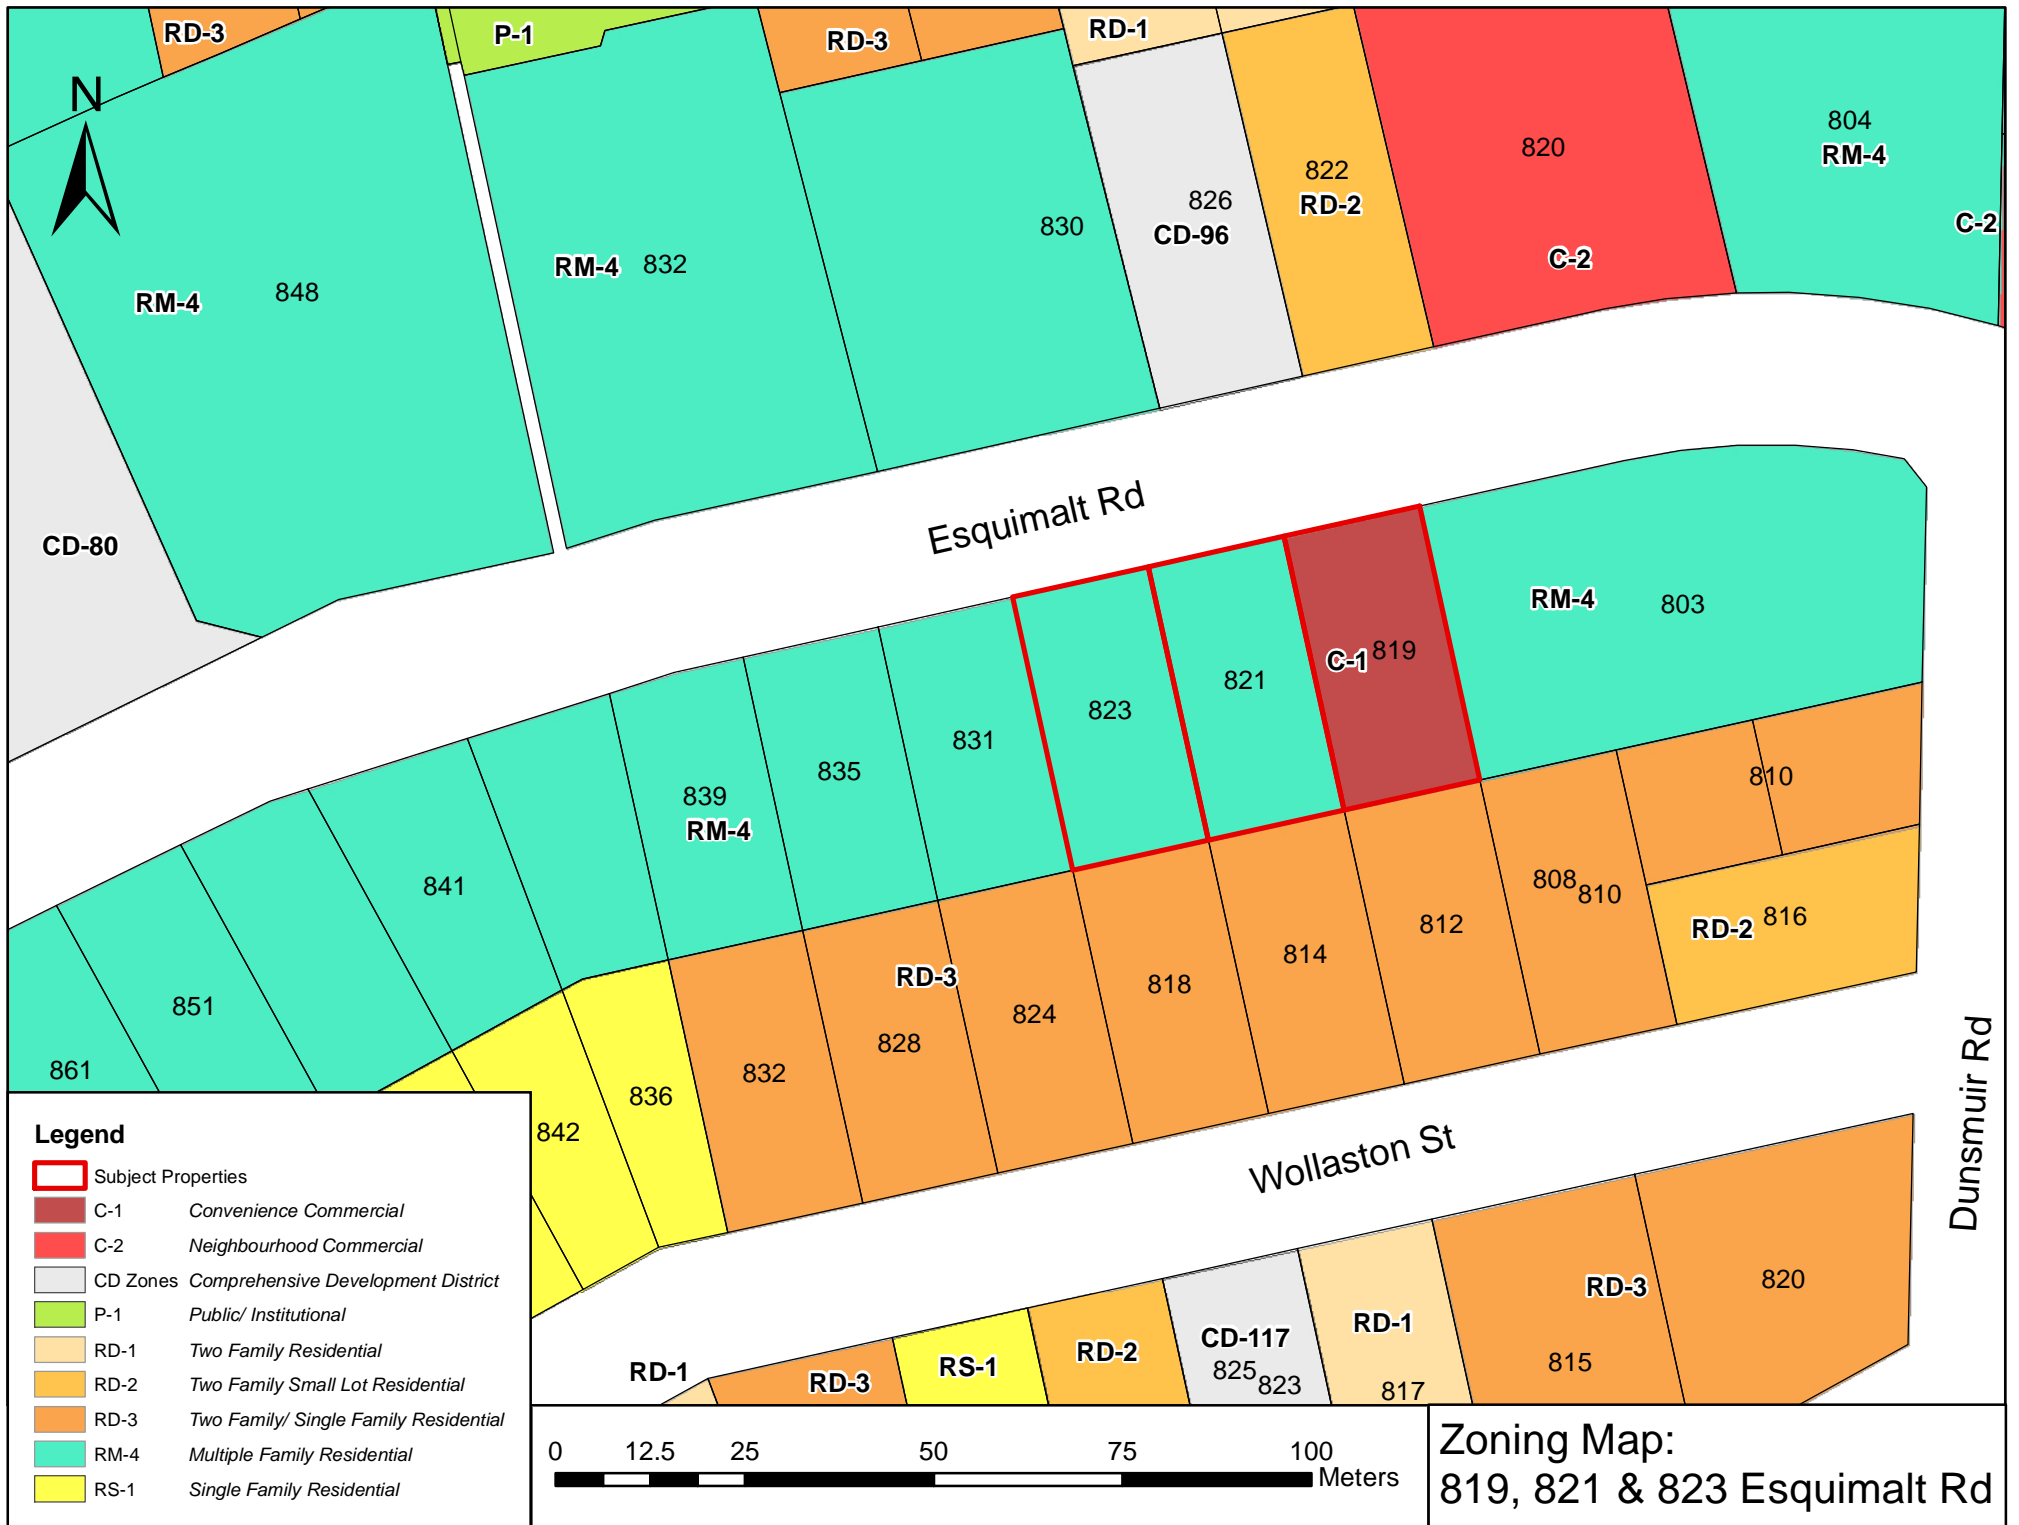 RD-3
P-1
RD-3
RD-1
N
804
RM-4
820
822
RD-2
826
CD-96
830
C-2
C-2
RM-4 832
RM-4 848
CD-80
Esquimalt Rd
RM-4 803
C-1 819
821
823
831
835
839
RM-4
841
851
861
810
808 810
RD-2 816
812
814
818
RD-3
824
828
832
836
842
Dunsmuir Rd
Wollaston St
820
RD-3
815
RD-1
817
CD-117
825 823
RD-2
RS-1
RD-3
RD-1
Legend
Subject Properties
C-1 Convenience Commercial
C-2 Neighbourhood Commercial
CD Zones Comprehensive Development District
P-1 Public/ Institutional
RD-1 Two Family Residential
RD-2 Two Family Small Lot Residential
RD-3 Two Family/ Single Family Residential
RM-4 Multiple Family Residential
RS-1 Single Family Residential
0 12.5 25 50 75 100
Meters
Zoning Map:
819, 821 & 823 Esquimalt Rd